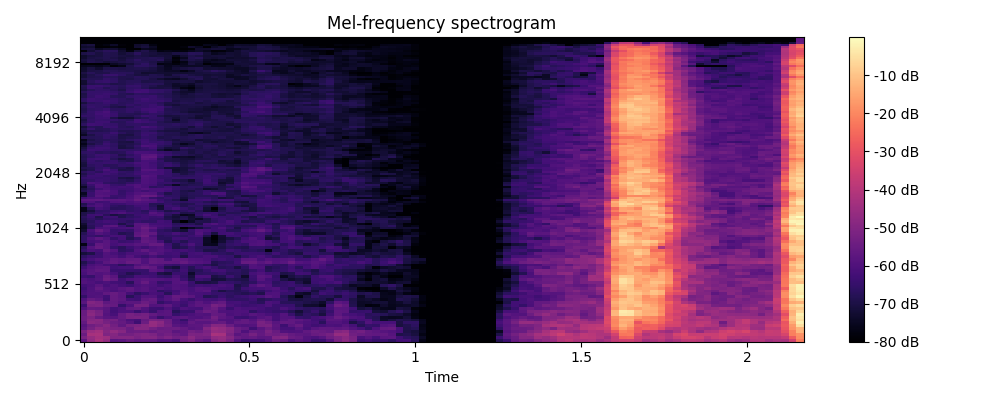 Mel-frequency spectrogram
8192
4096
2048
1024
512
0
Hz
0
0.5
1
1.5
2
Time
-10 dB
-20 dB
-30 dB
-40 dB
-50 dB
-60 dB
-70 dB
-80 dB